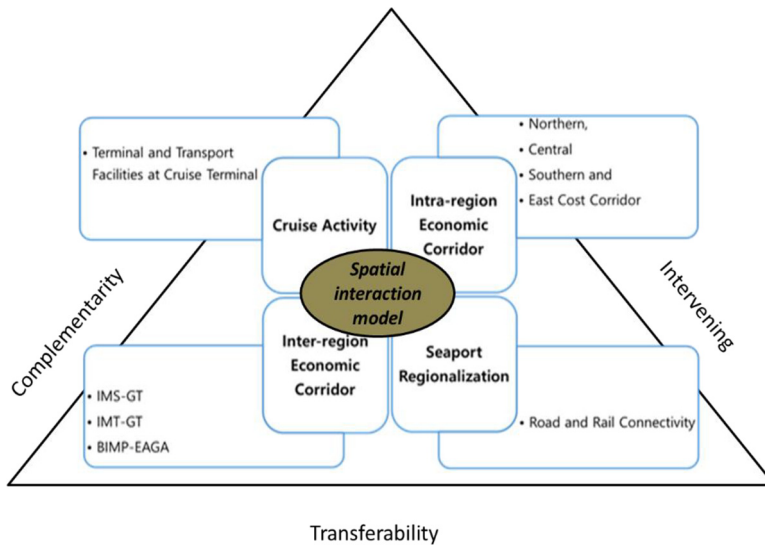 • Terminal and Transport
Facilities at Cruise Terminal
Cruise Activity
• Northern,
• Central
• Southern and
• East Cost Corridor
Intra-region
Economic
Corridor
Spatial
interaction
model
Complementarity
Intervening
Inter-region
Economic
Corridor
• IMS-GT
• IMT-GT
• BIMP-EAGA
Seaport
Regionalization
• Road and Rail Connectivity
Transferability